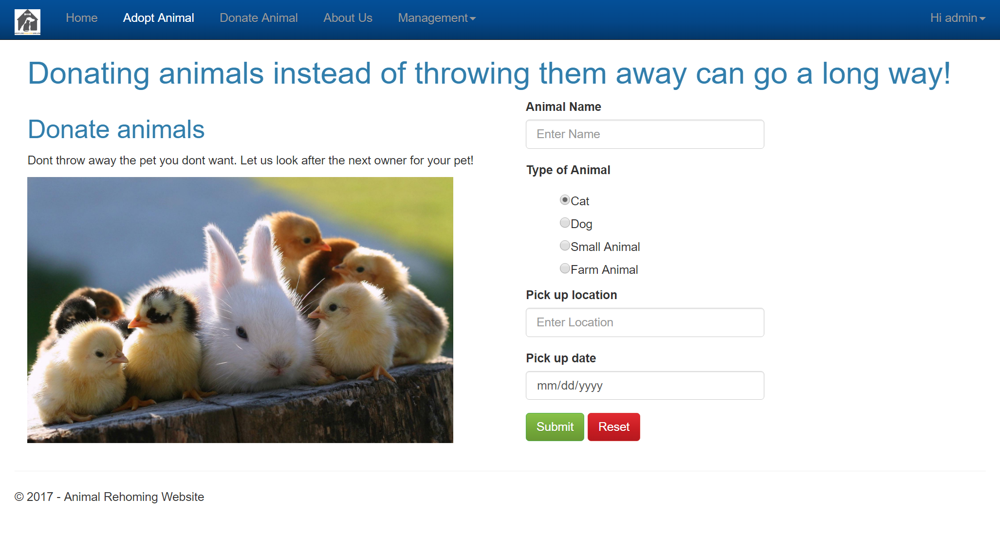 Home Adopt Animal Donate Animal About Us Management Hi admin
Donating animals instead of throwing them away can go a long way!
Donate animals
Dont throw away the pet you dont want. Let us look after the next owner for your pet!
Animal Name
Enter Name
Type of Animal
Cat
Dog
Small Animal
Farm Animal
Pick up location
Enter Location
Pick up date
mm/dd/yyyy
Submit Reset
© 2017 - Animal Rehoming Website